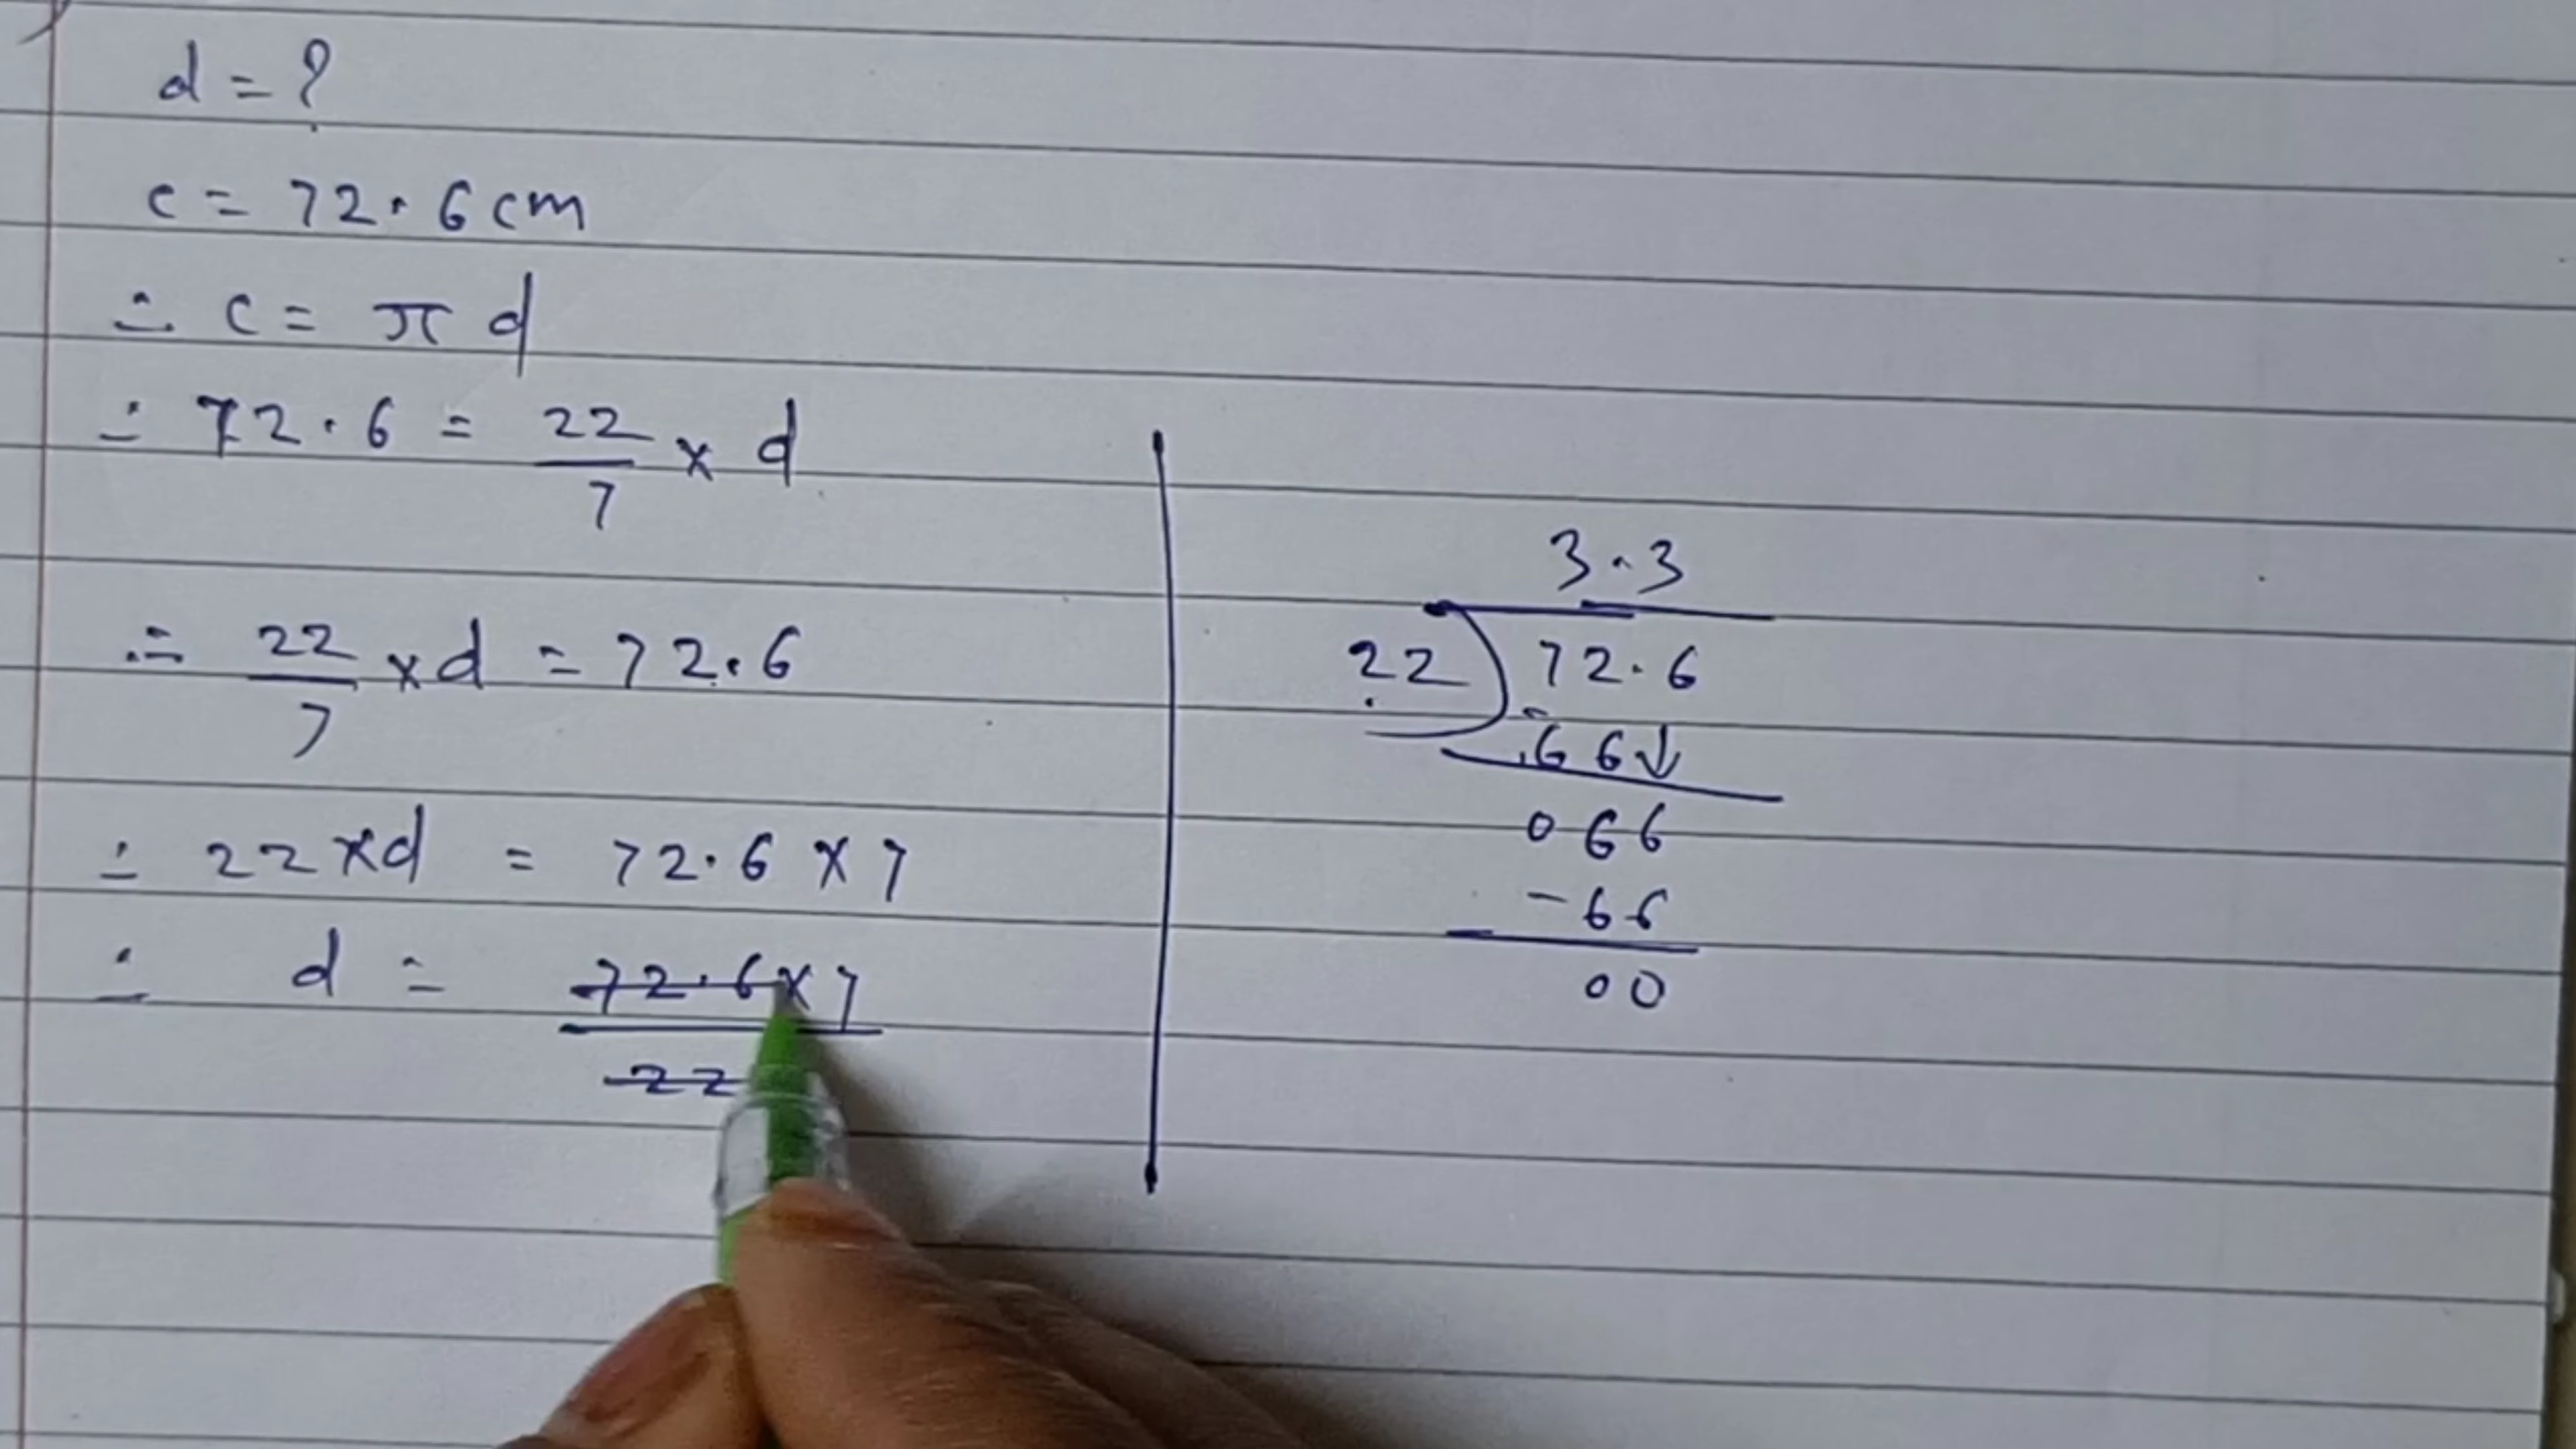 d = ?
c = 72.6 cm
∴ c = π d
∴ 72.6 = 22/7 × d
∴ 22/7 × d = 72.6
∴ 22 × d = 72.6 × 7
∴ d = 72.6 × 7 / 22
3.3
22 ) 72.6
66↓
066
- 66
00